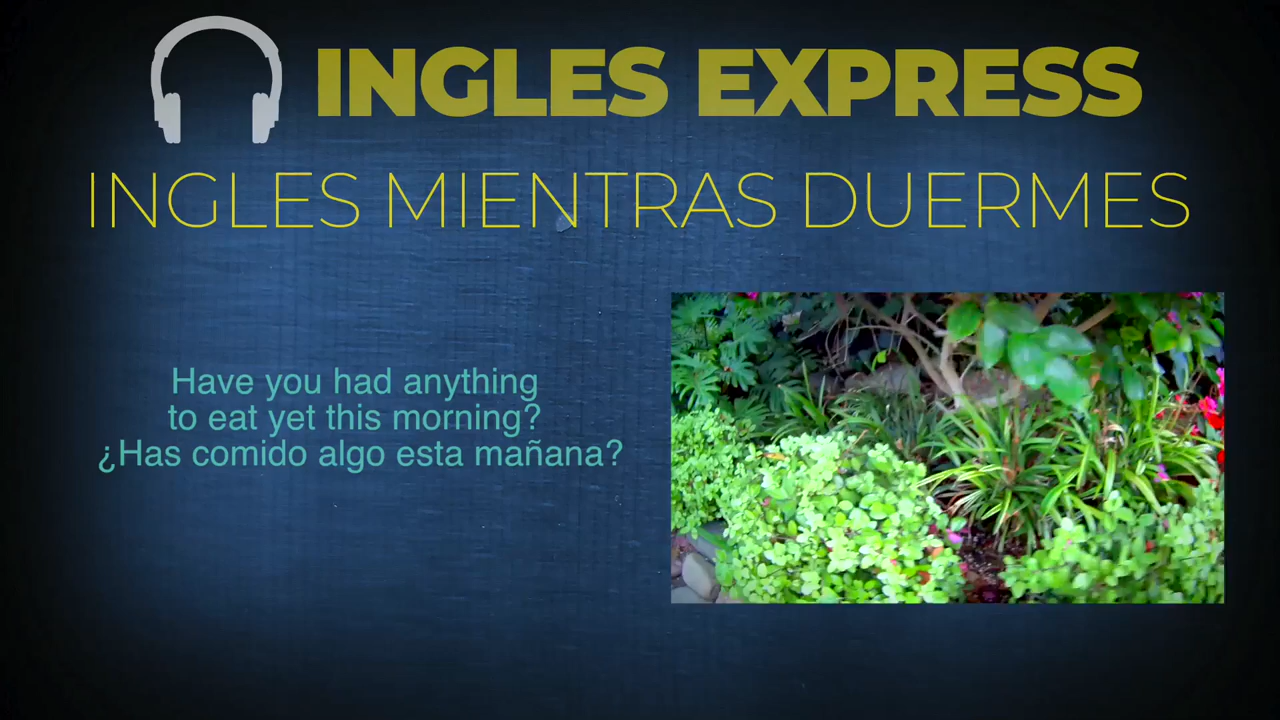 INGLES EXPRESS
INGLES MIENTRAS DUERMES
Have you had anything
to eat yet this morning?
¿Has comido algo esta mañana?